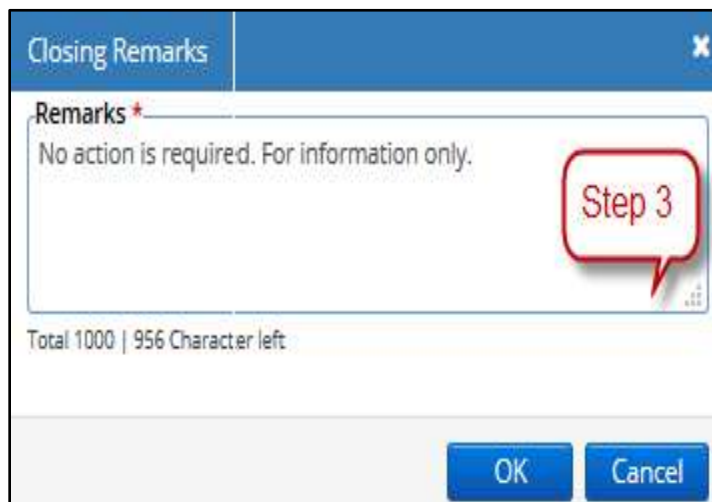 Closing Remarks
Remarks *
No action is required. For information only.
Step 3
Total 1000 | 956 Character left
OK Cancel